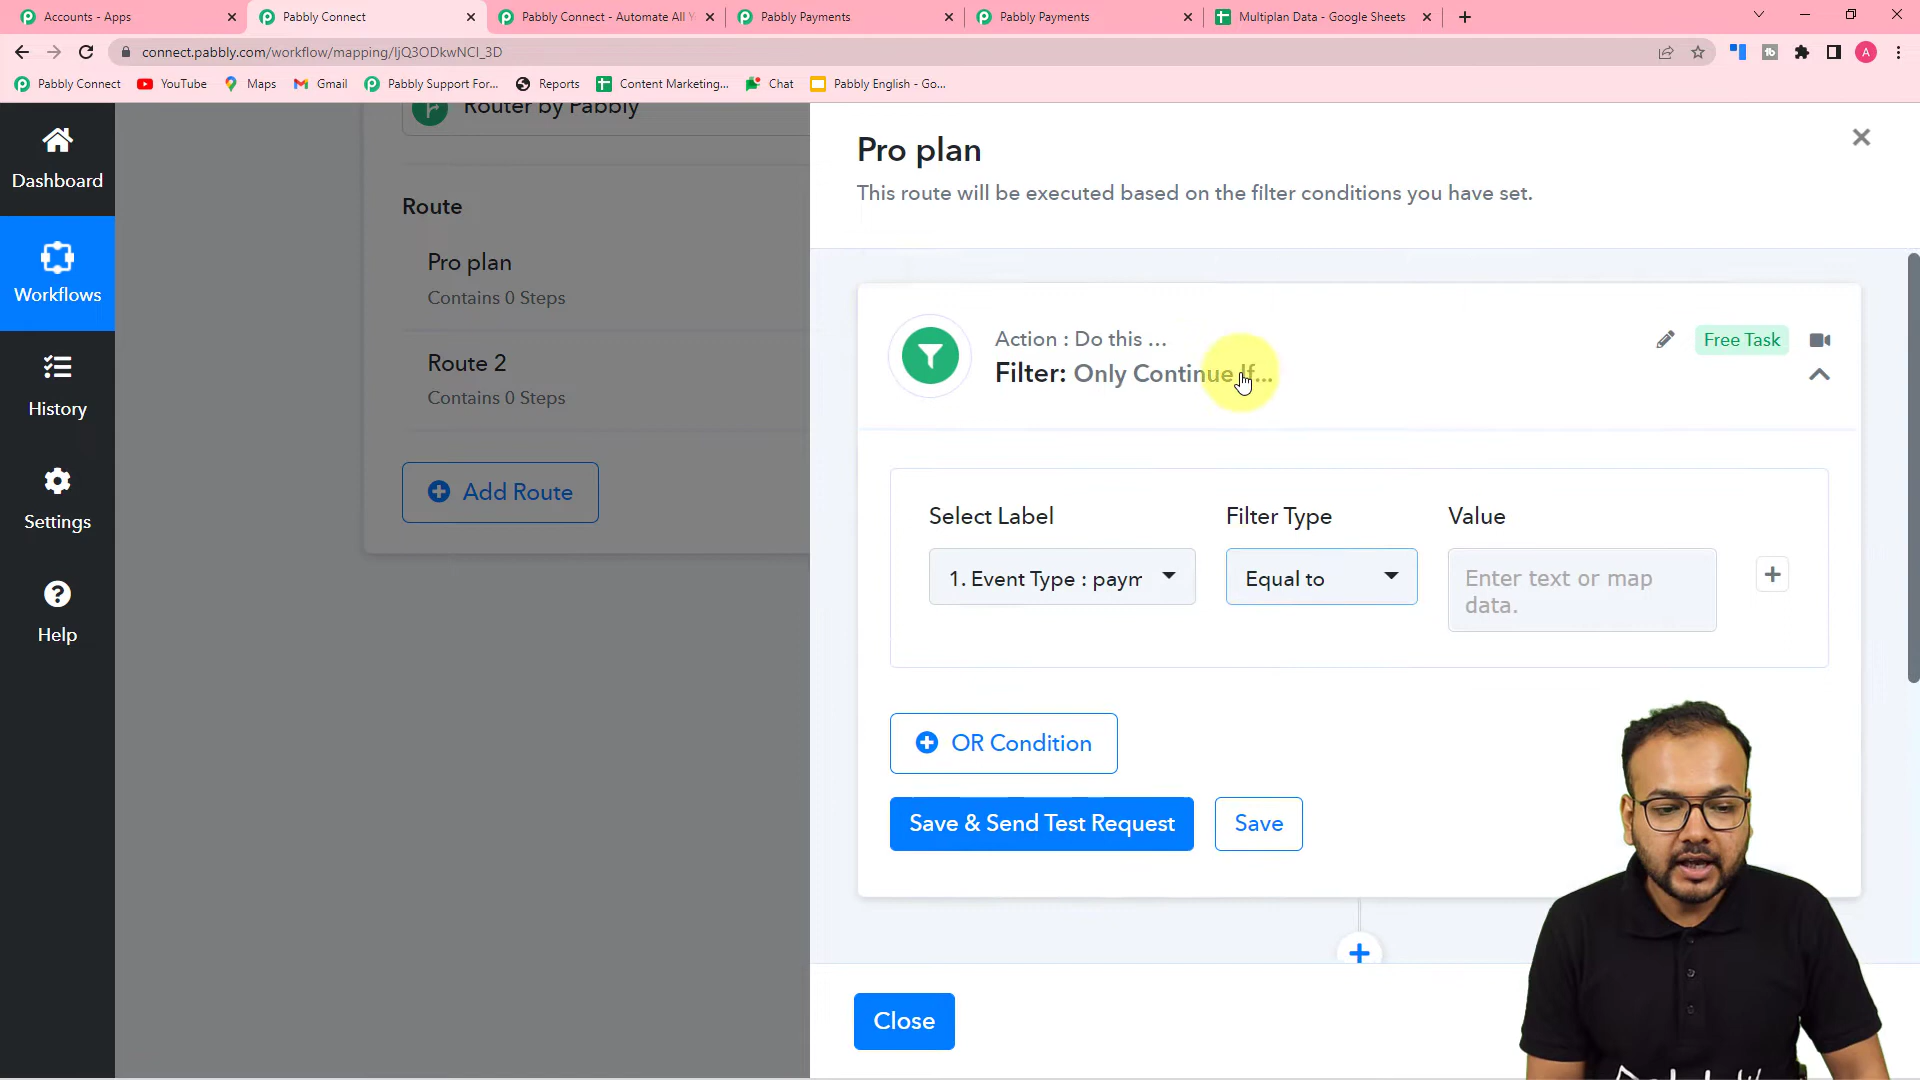 Accounts - Apps
Pabbly Connect
Pabbly Connect - Automate All Y
Pabbly Payments
Pabbly Payments
Multiplan Data - Google Sheets
connect.pabbly.com/workflow/mapping/IjQ3ODkwNCI_3D
A
Pabbly Connect
YouTube
Maps
Gmail
Pabbly Support For...
Reports
Content Marketing...
Chat
Pabbly English - Go...
Dashboard
Workflows
History
Settings
Help
Router by Pabbly
Route
Pro plan
Contains 0 Steps
Route 2
Contains 0 Steps
Add Route
Pro plan
This route will be executed based on the filter conditions you have set.
Action : Do this ...
Filter: Only Continue If...
Free Task
Select Label
Filter Type
Value
1. Event Type : paym
Equal to
Enter text or map
data.
OR Condition
Save & Send Test Request
Save
Close